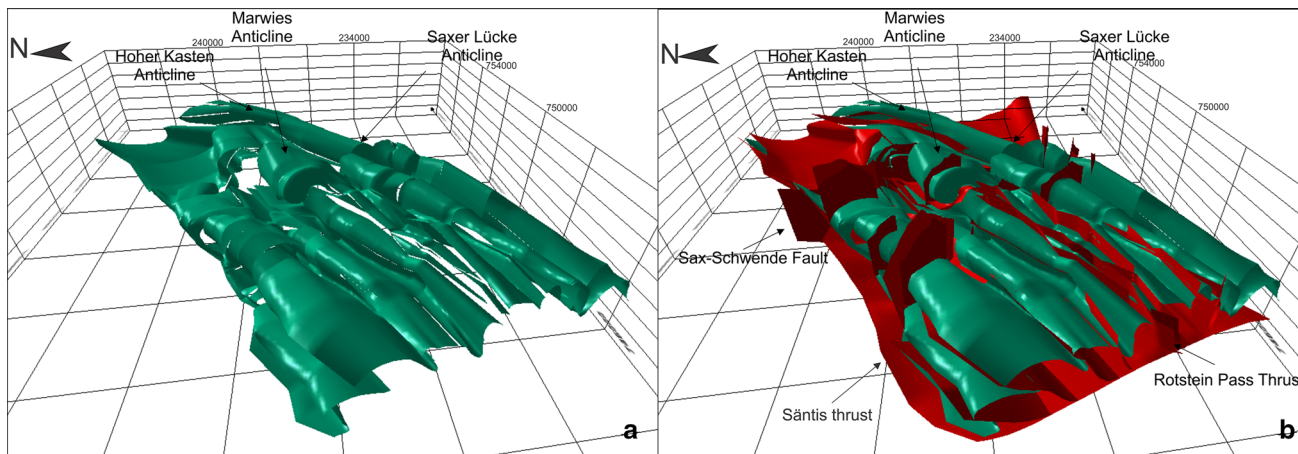 N
Hoher Kasten
Anticline
Marwies
Anticline
Saxer Lücke
Anticline
240000
234000
754000
750000
a
N
Hoher Kasten
Anticline
Marwies
Anticline
Saxer Lücke
Anticline
240000
234000
754000
750000
Sax-Schwende Fault
Säntis thrust
Rotstein Pass Thrus
b